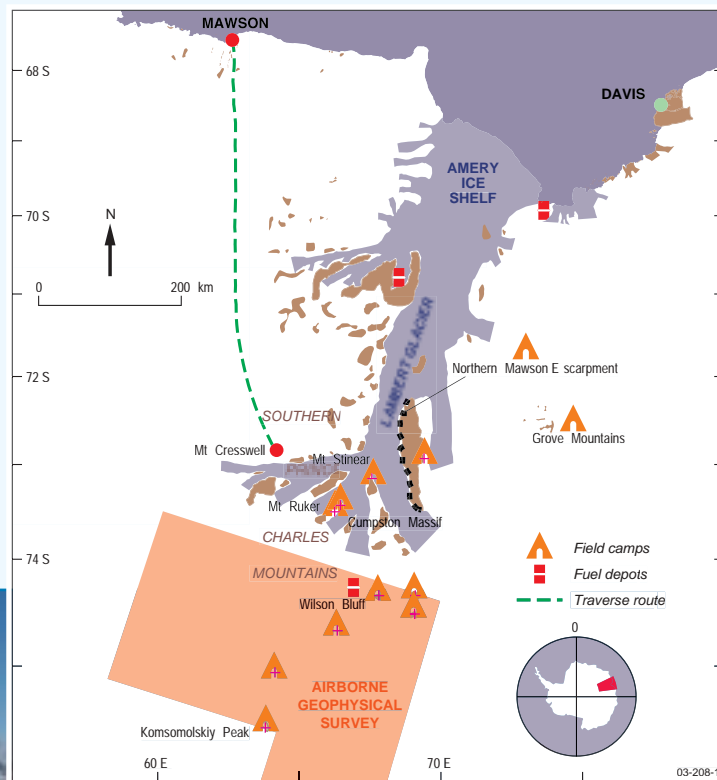 MAWSON
68 S
DAVIS
AMERY
ICE
SHELF
70 S
N
0 200 km
LAMBERT GLACIER
72 S
Northern Mawson E scarpment
SOUTHERN
Grove Mountains
Mt Cresswell
Mt Stinear
PRINCE
Mt Ruker
Cumpston Massif
CHARLES
74 S
MOUNTAINS
Wilson Bluff
Field camps
Fuel depots
Traverse route
0
AIRBORNE
GEOPHYSICAL
SURVEY
Komsomolskiy Peak
60 E
70 E